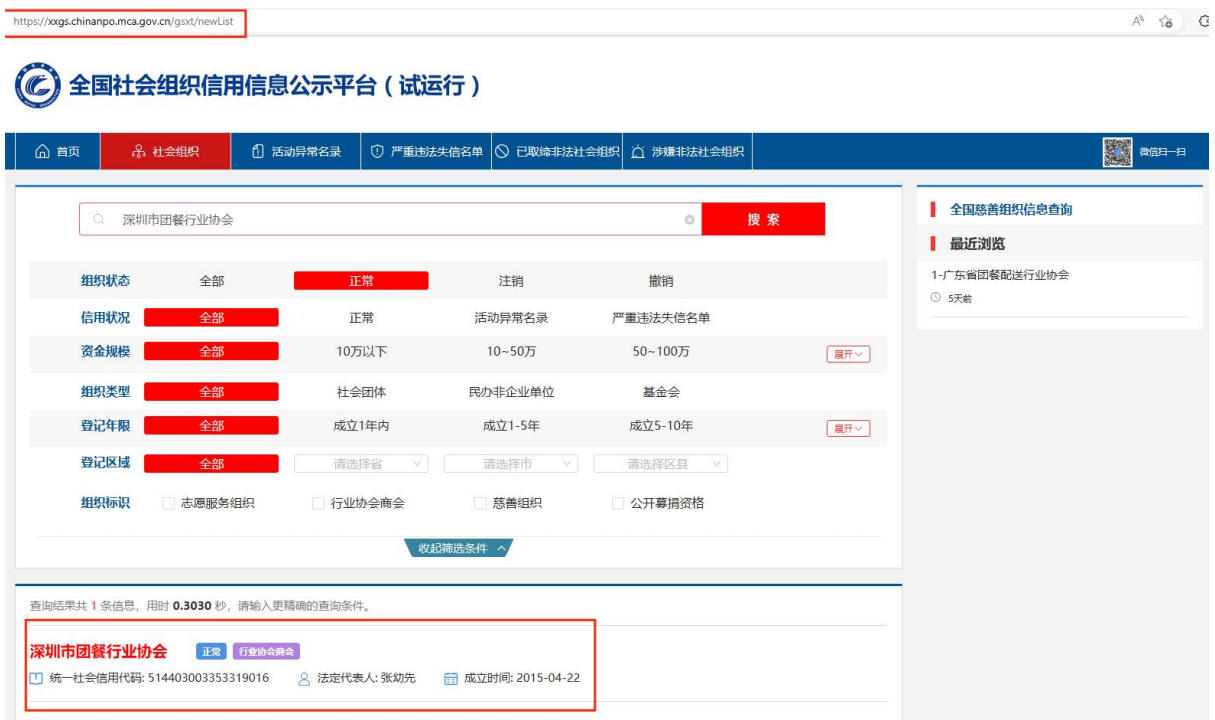 https://xxgs.chinanpo.mca.gov.cn/gsxt/newList
全国社会组织信用信息公示平台（试运行）
首页 社会组织 活动异常名录 严重违法失信名单 已取缔非法社会组织 涉嫌非法社会组织 微信扫一扫
深圳市团餐行业协会 搜 索
组织状态 全部 正常 注销 撤销
信用状况 全部 正常 活动异常名录 严重违法失信名单
资金规模 全部 10万以下 10~50万 50~100万 展开
组织类型 全部 社会团体 民办非企业单位 基金会
登记年限 全部 成立1年内 成立1-5年 成立5-10年 展开
登记区域 全部 请选择省 请选择市 请选择区县
组织标识 志愿服务组织 行业协会商会 慈善组织 公开募捐资格
收起筛选条件
全国慈善组织信息查询
最近浏览
1-广东省团餐配送行业协会
5天前
查询结果共 1 条信息，用时 0.3030 秒，请输入更精确的查询条件。
深圳市团餐行业协会 正常 行业协会商会
统一社会信用代码: 514403003353319016 法定代表人: 张幼先 成立时间: 2015-04-22